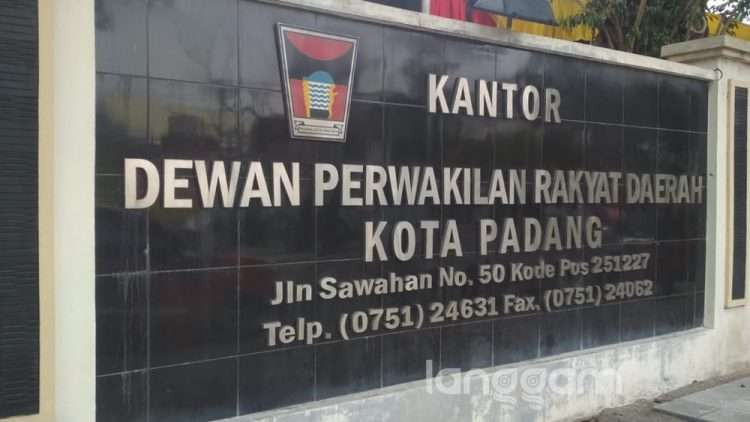 KANTOR
DEWAN PERWAKILAN RAKYAT DAERAH
KOTA PADANG
Jln Sawahan No. 50 Kode Pos 251227
Telp. (0751) 24631 Fax. (0751) 24062
langgam